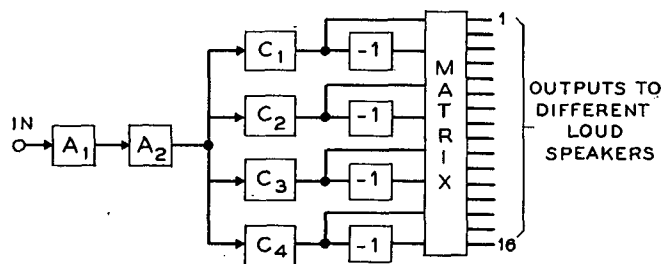 IN
A1
A2
C1
-1
C2
-1
C3
-1
C4
-1
MATRIX
1
16
OUTPUTS TO
DIFFERENT
LOUD
SPEAKERS